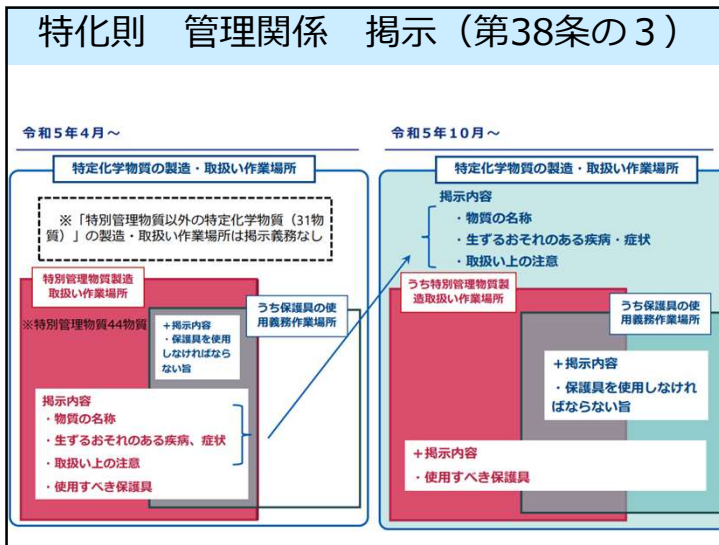 特化則　管理関係　掲示（第38条の３）
令和5年4月～
特定化学物質の製造・取扱い作業場所
※「特別管理物質以外の特定化学物質（31物
質）」の製造・取扱い作業場所は掲示義務なし
特別管理物質製造
取扱い作業場所
※特別管理物質44物質
うち保護具の使
用義務作業場所
＋掲示内容
・保護具を使用
しなければなら
ない旨
掲示内容
・物質の名称
・生ずるおそれのある疾病、症状
・取扱い上の注意
・使用すべき保護具
令和5年10月～
特定化学物質の製造・取扱い作業場所
掲示内容
・物質の名称
・生ずるおそれのある疾病・症状
・取扱い上の注意
うち特別管理物質製
造取扱い作業場所
うち保護具の使
用義務作業場所
＋掲示内容
・保護具を使用しなけれ
ばならない旨
＋掲示内容
・使用すべき保護具